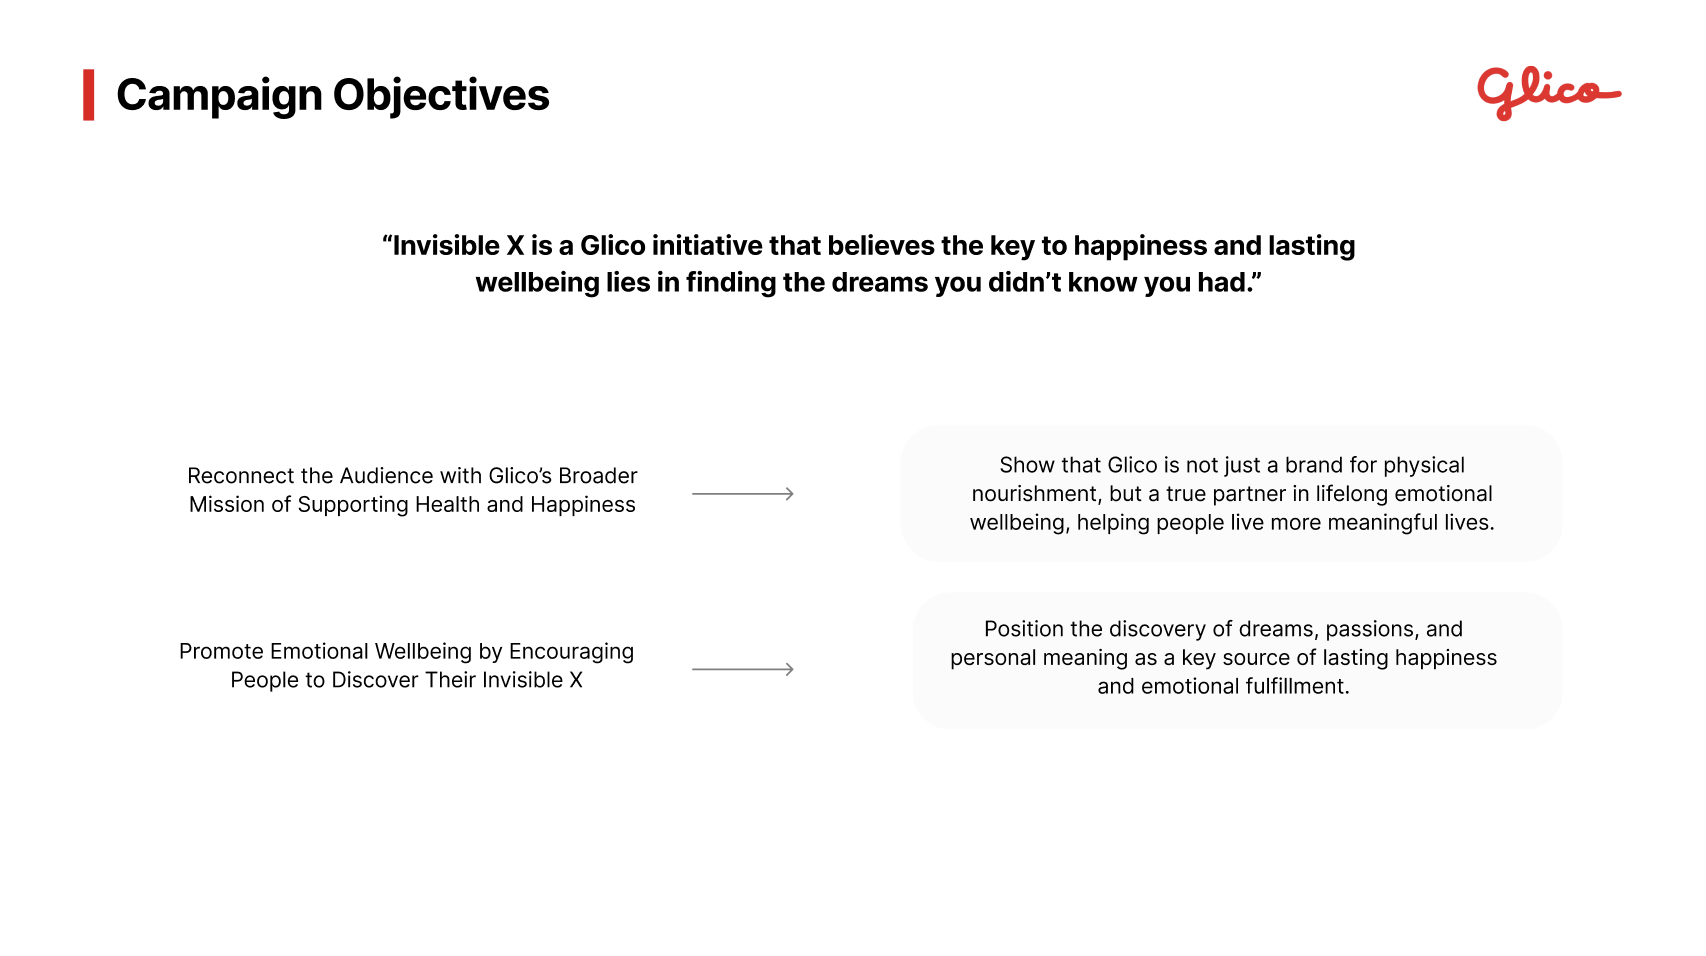 Campaign Objectives
Glico
“Invisible X is a Glico initiative that believes the key to happiness and lasting
wellbeing lies in finding the dreams you didn’t know you had.”
Reconnect the Audience with Glico’s Broader
Mission of Supporting Health and Happiness
Show that Glico is not just a brand for physical
nourishment, but a true partner in lifelong emotional
wellbeing, helping people live more meaningful lives.
Promote Emotional Wellbeing by Encouraging
People to Discover Their Invisible X
Position the discovery of dreams, passions, and
personal meaning as a key source of lasting happiness
and emotional fulfillment.